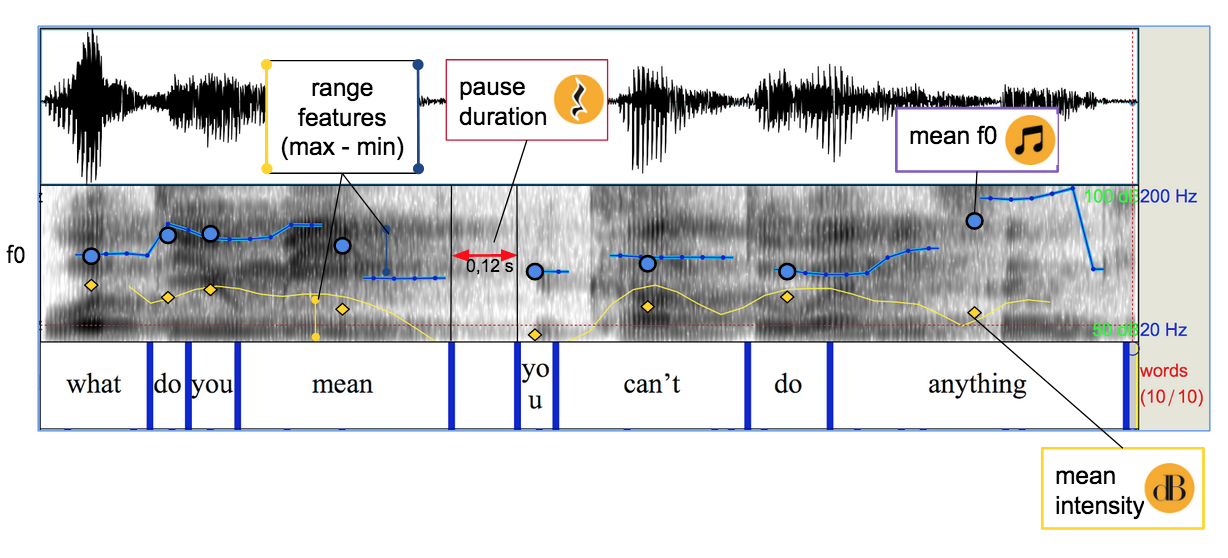 range
features
(max - min)
pause
duration
mean f0
100 dB 200 Hz
f0
0,12 s
50 dB 20 Hz
what do you mean yo can't do anything
u
words
(10/10)
mean
intensity dB